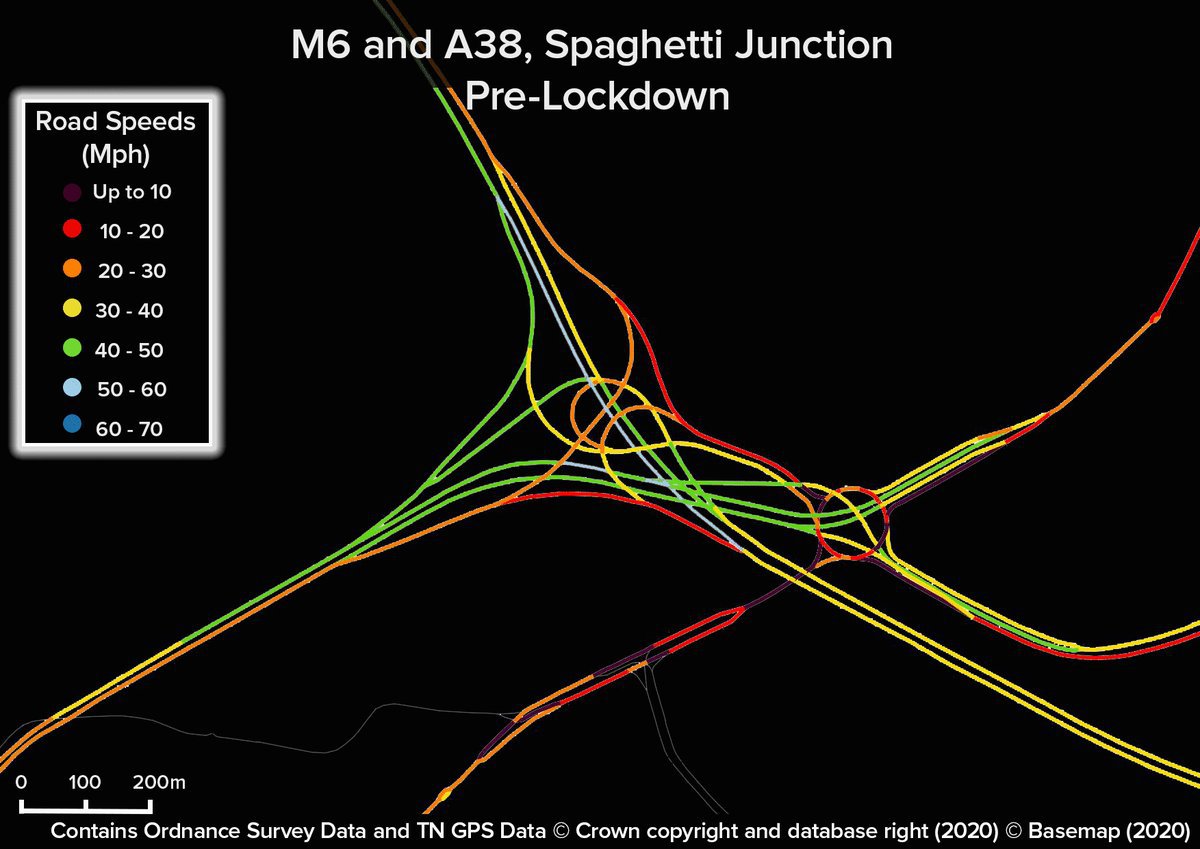 M6 and A38, Spaghetti Junction
Pre-Lockdown
Road Speeds
(Mph)
Up to 10
10 - 20
20 - 30
30 - 40
40 - 50
50 - 60
60 - 70
0 100 200m
Contains Ordnance Survey Data and TN GPS Data © Crown copyright and database right (2020) © Basemap (2020)